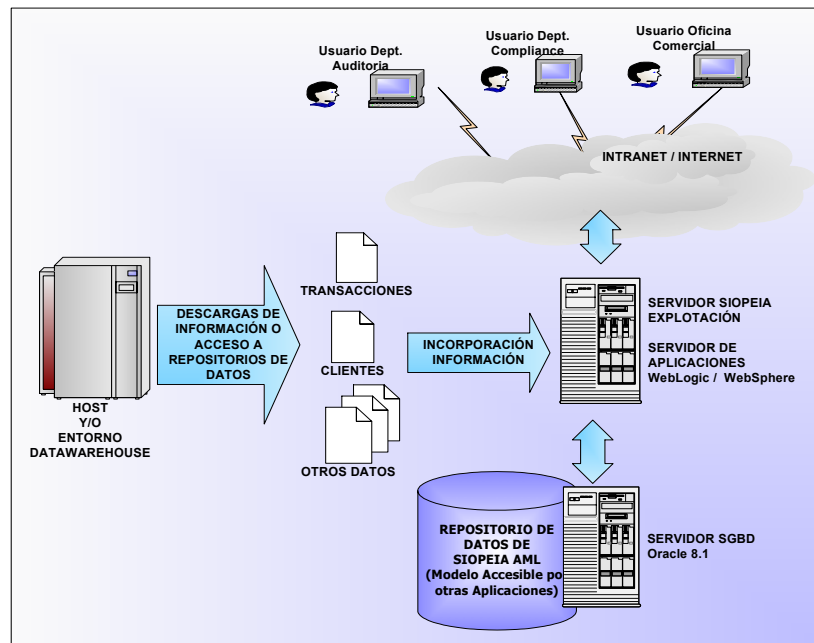 Usuario Dept.
Auditoria
Usuario Dept.
Compliance
Usuario Oficina
Comercial
INTRANET / INTERNET
TRANSACCIONES
DESCARGAS DE
INFORMACIÓN O
ACCESO A
REPOSITORIOS DE
DATOS
CLIENTES
INCORPORACIÓN
INFORMACIÓN
SERVIDOR SIOPEIA
EXPLOTACIÓN
SERVIDOR DE
APLICACIONES
WebLogic / WebSphere
HOST
Y/O
ENTORNO
DATAWAREHOUSE
OTROS DATOS
REPOSITORIO DE
DATOS DE
SIOPEIA AML
(Modelo Accesible po
otras Aplicaciones)
SERVIDOR SGBD
Oracle 8.1